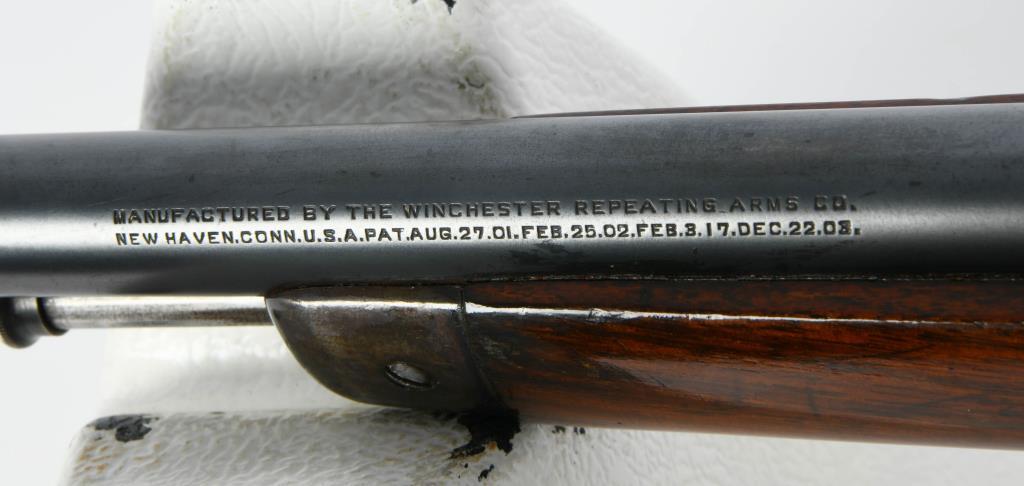 MANUFACTURED BY THE WINCHESTER REPEATING ARMS CO.
NEW HAVEN.CONN.U.S.A.PAT.AUG.27.01.FEB.25.02.FEB.3,17.DEC.22.03.